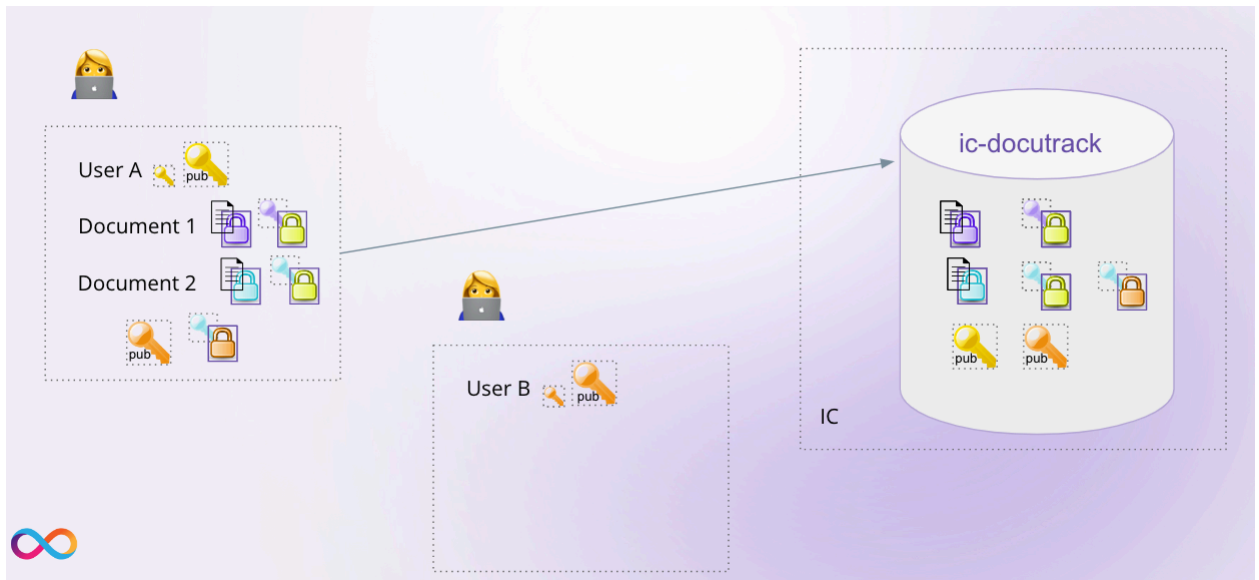 User A
pub
Document 1
Document 2
pub
User B
pub
ic-docutrack
pub
pub
IC